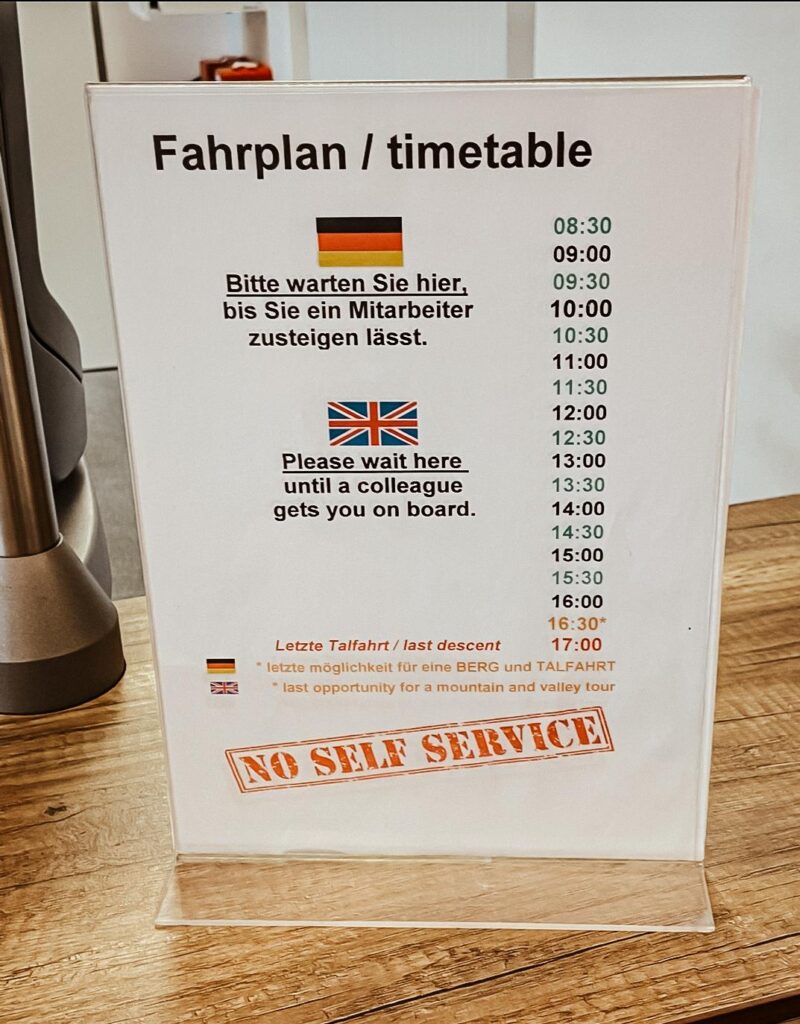 Fahrplan / timetable
Bitte warten Sie hier,
bis Sie ein Mitarbeiter
zusteigen lässt.
Please wait here
until a colleague
gets you on board.
08:30
09:00
09:30
10:00
10:30
11:00
11:30
12:00
12:30
13:00
13:30
14:00
14:30
15:00
15:30
16:00
16:30*
Letzte Talfahrt / last descent 17:00
* letzte möglichkeit für eine BERG und TALFAHRT
* last opportunity for a mountain and valley tour
NO SELF SERVICE